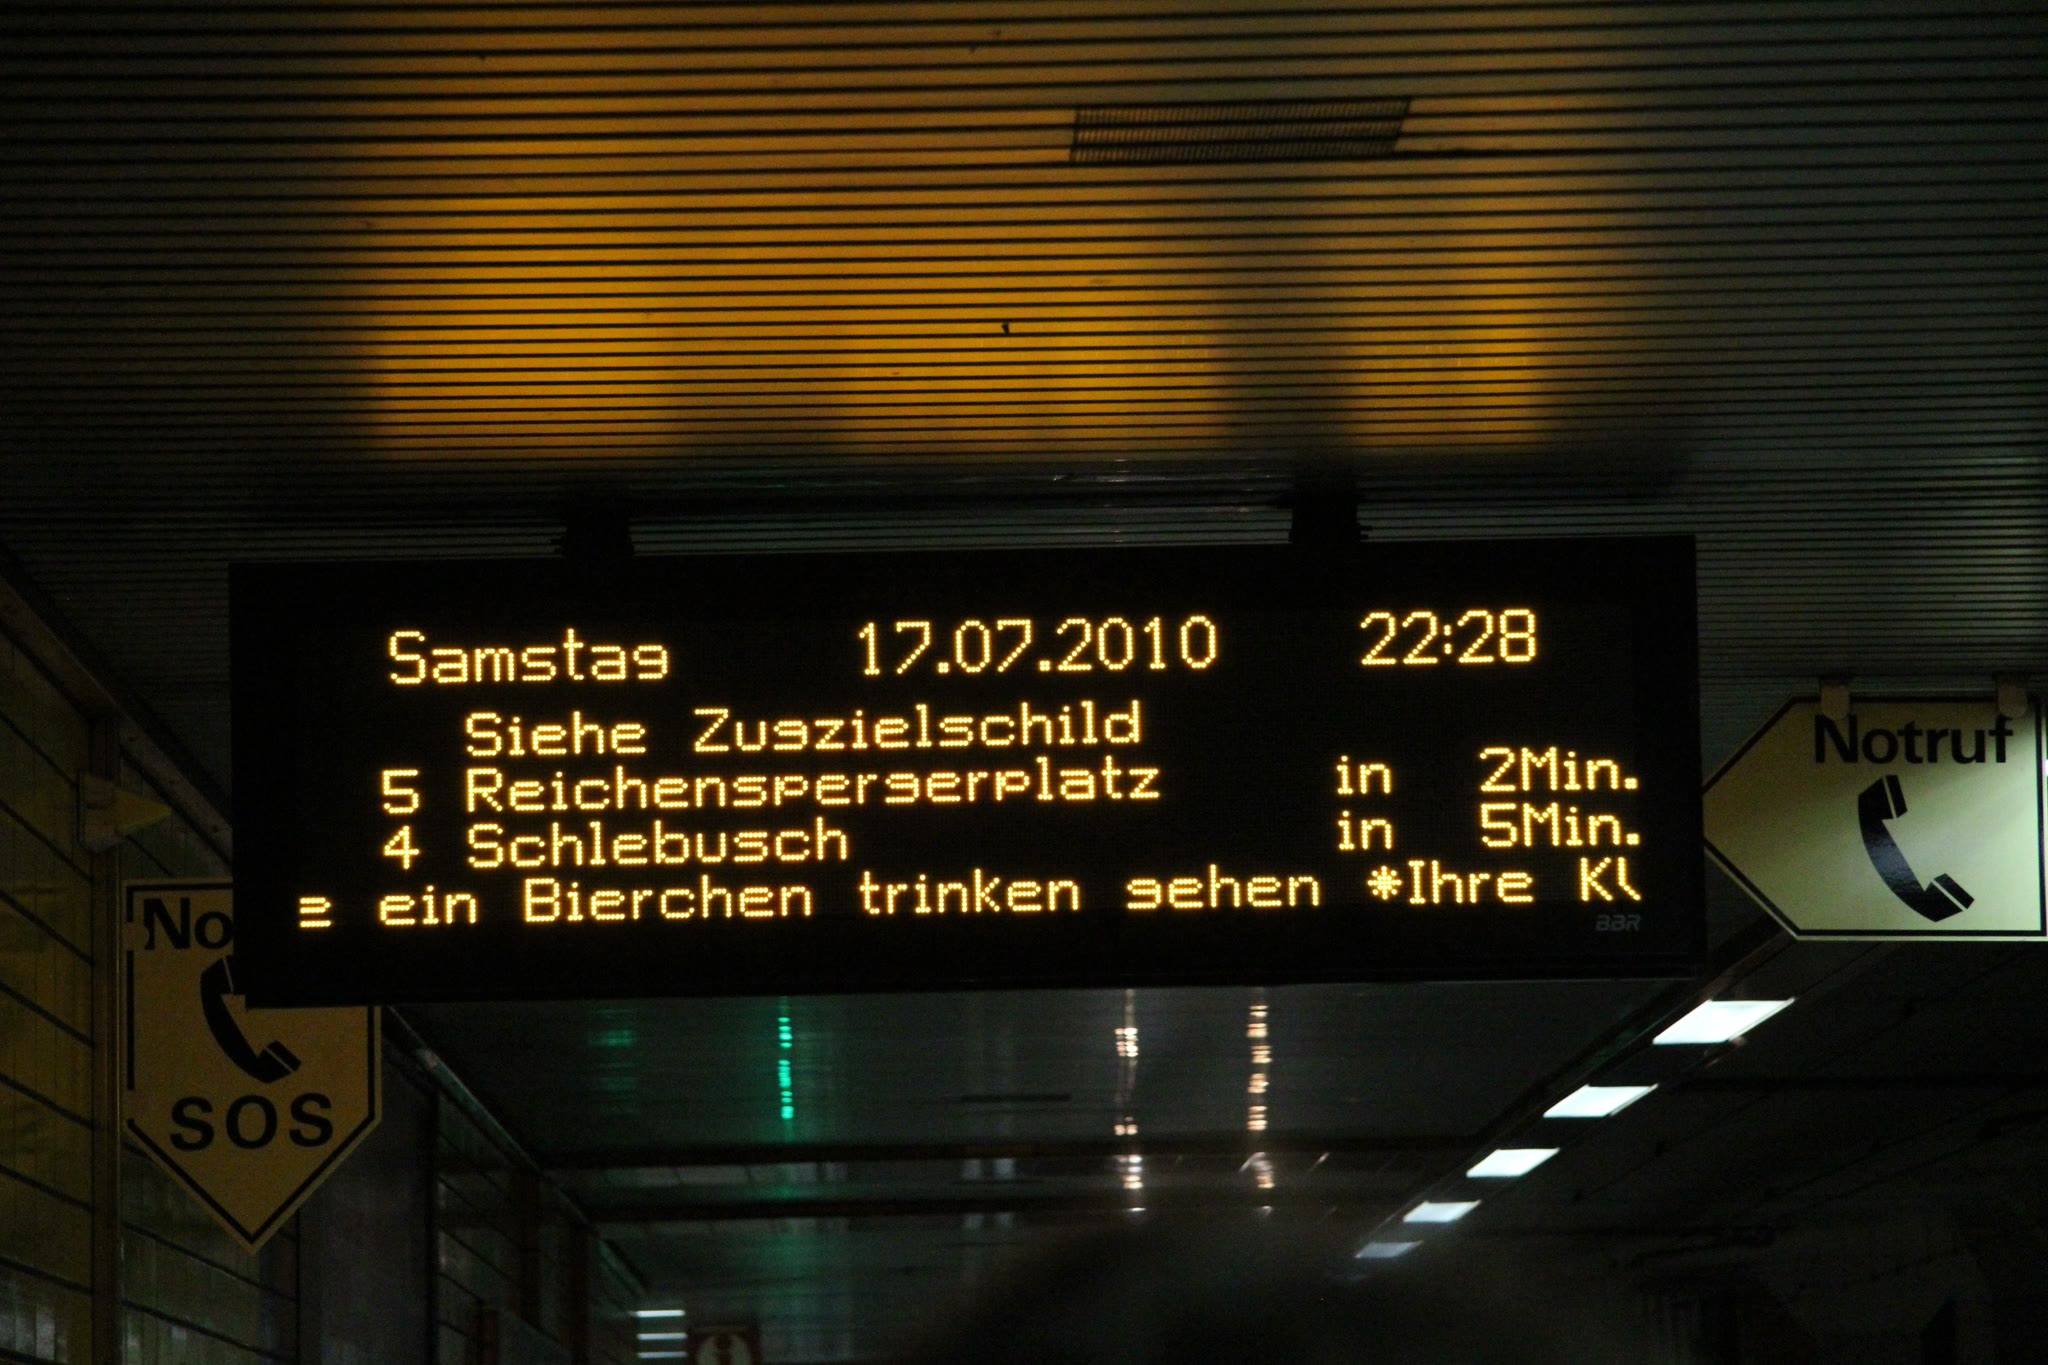 Samstag 17.07.2010 22:28
Siehe Zugzielschild
5 Reichenspergerplatz in 2Min.
4 Schlebusch in 5Min.
ein Bierchen trinken gehen *Ihre
BBR
Notruf
SOS